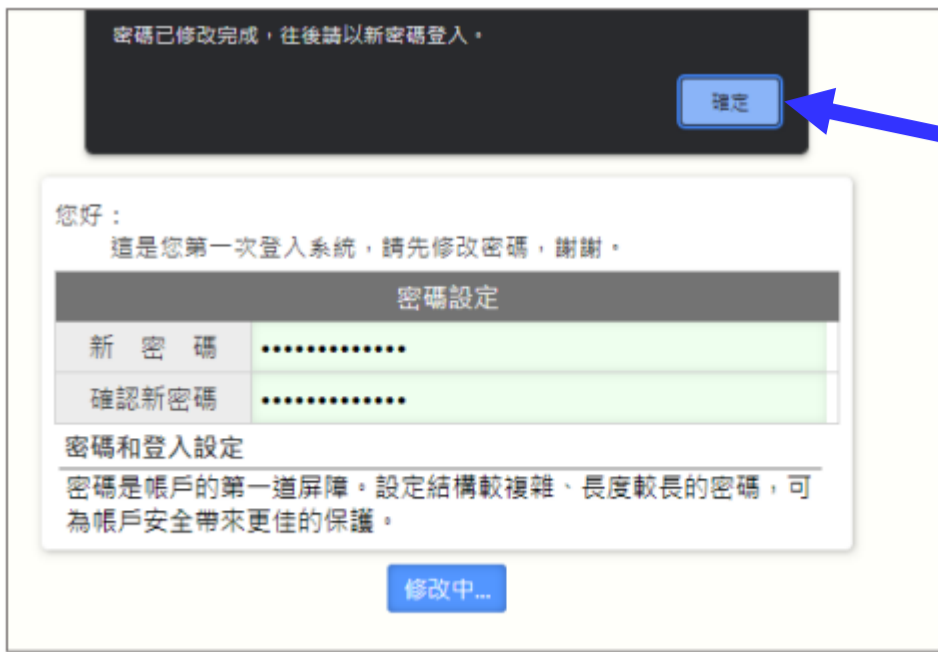 密碼已修改完成，往後請以新密碼登入。
確定
您好：
這是您第一次登入系統，請先修改密碼，謝謝。
密碼設定
新 密 碼 •••••••••••••
確認新密碼 •••••••••••••
密碼和登入設定
密碼是帳戶的第一道屏障。設定結構較複雜、長度較長的密碼，可
為帳戶安全帶來更佳的保護。
修改中...